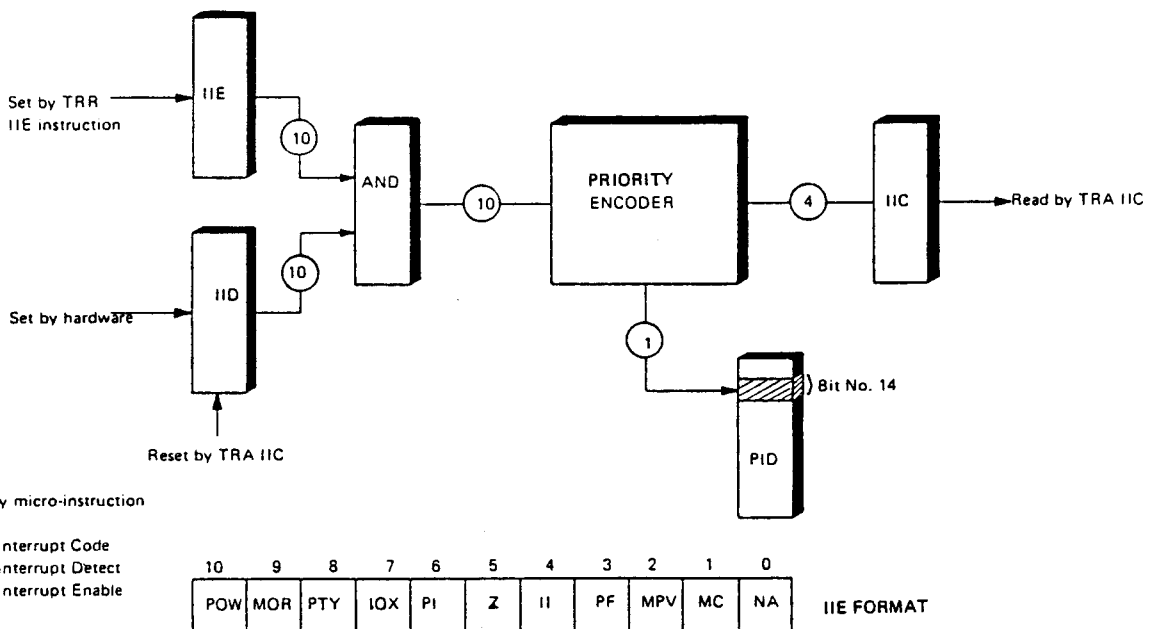 IIE
Set by TRR
IIE instruction
10
AND
PRIORITY
ENCODER
10
4
IIC
Read by TRA IIC
10
IID
Set by hardware
1
Bit No. 14
Reset by TRA IIC
PID
y micro-instruction
nterrupt Code
nterrupt Detect
nterrupt Enable
10 9 8 7 6 5 4 3 2 1 0
POW MOR PTY IOX PI Z II PF MPV MC NA
IIE FORMAT